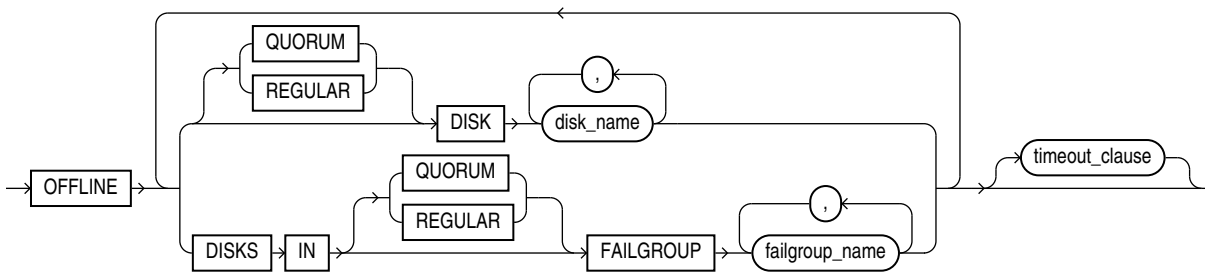 QUORUM
REGULAR
,
DISK
disk_name
OFFLINE
timeout_clause
QUORUM
REGULAR
,
DISKS
IN
FAILGROUP
failgroup_name